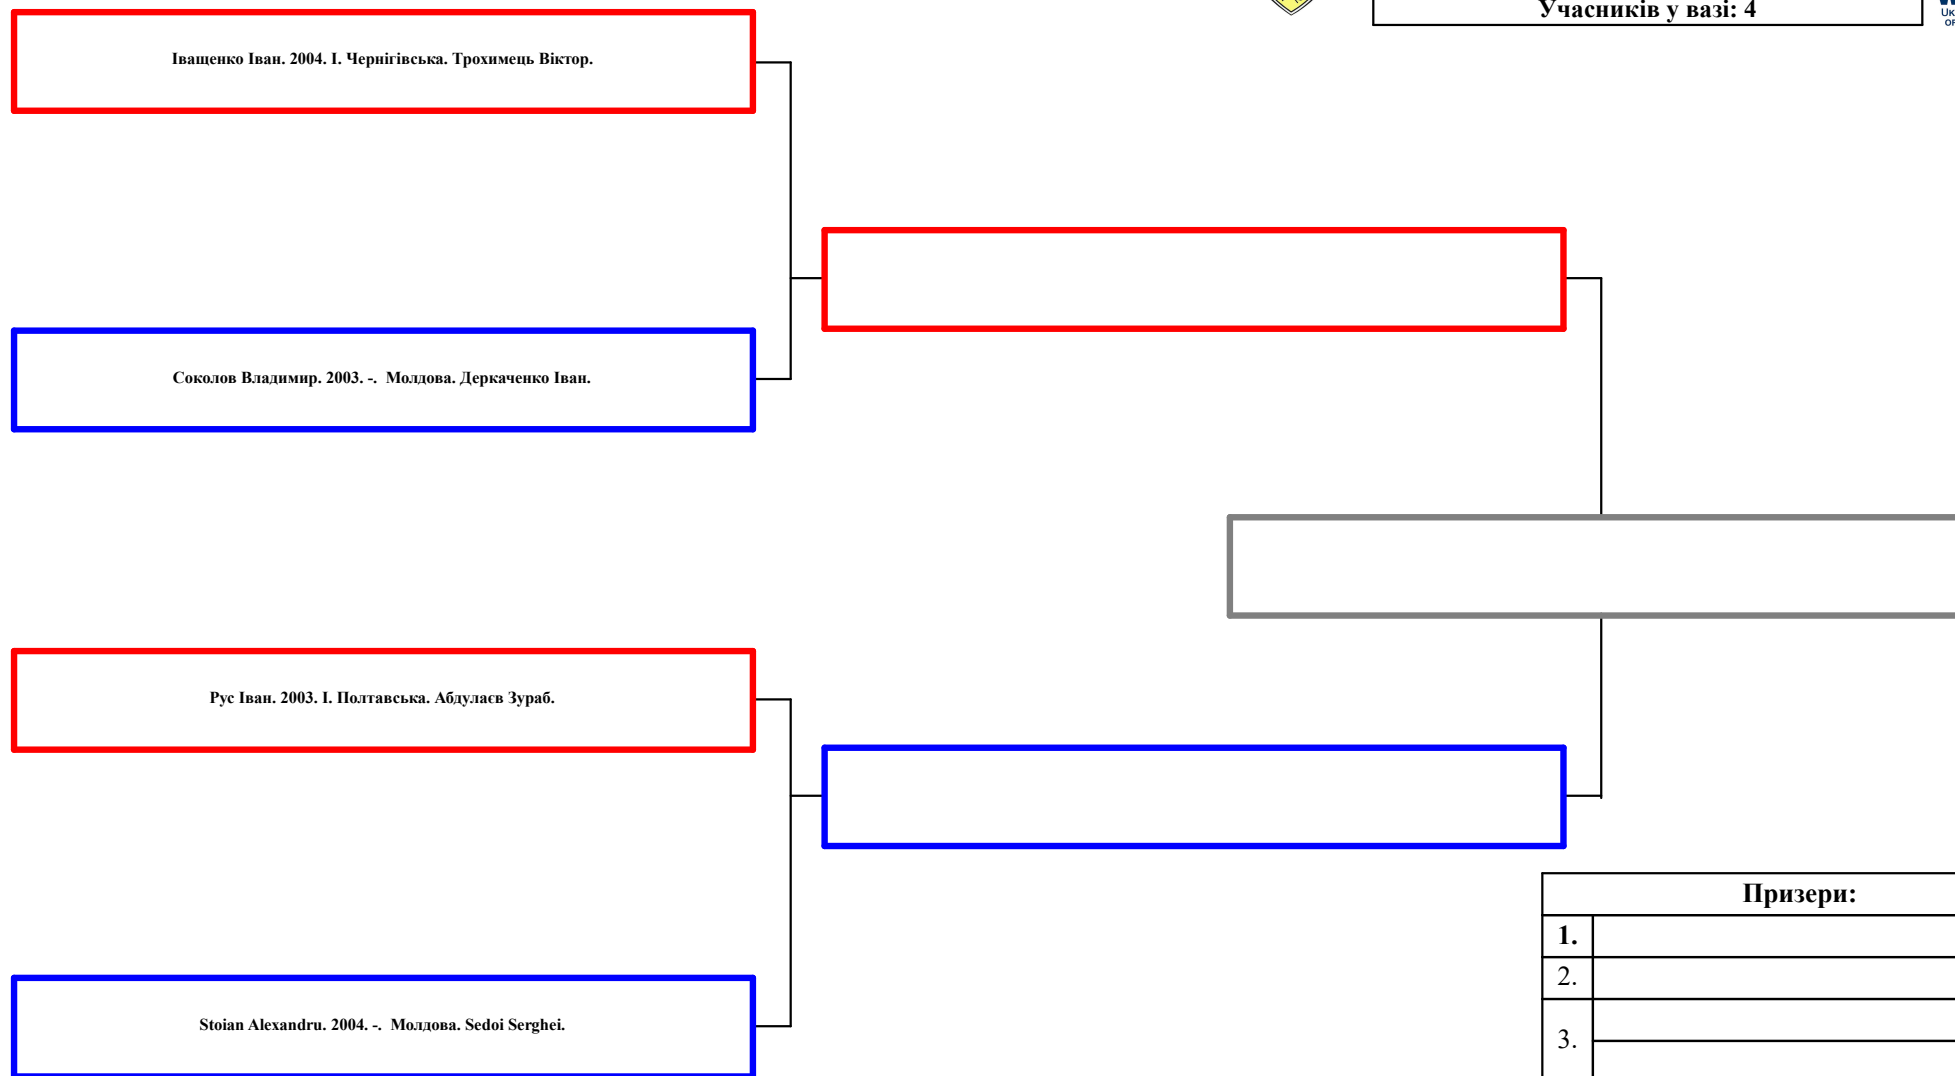 Учасників у вазі: 4
Іващенко Іван. 2004. І. Чернігівська. Трохимець Віктор.
Соколов Владимир. 2003. -. Молдова. Деркаченко Іван.
Рус Іван. 2003. І. Полтавська. Абдулаєв Зураб.
Stoian Alexandru. 2004. -. Молдова. Sedoi Serghei.
Призери:
1.
2.
3.